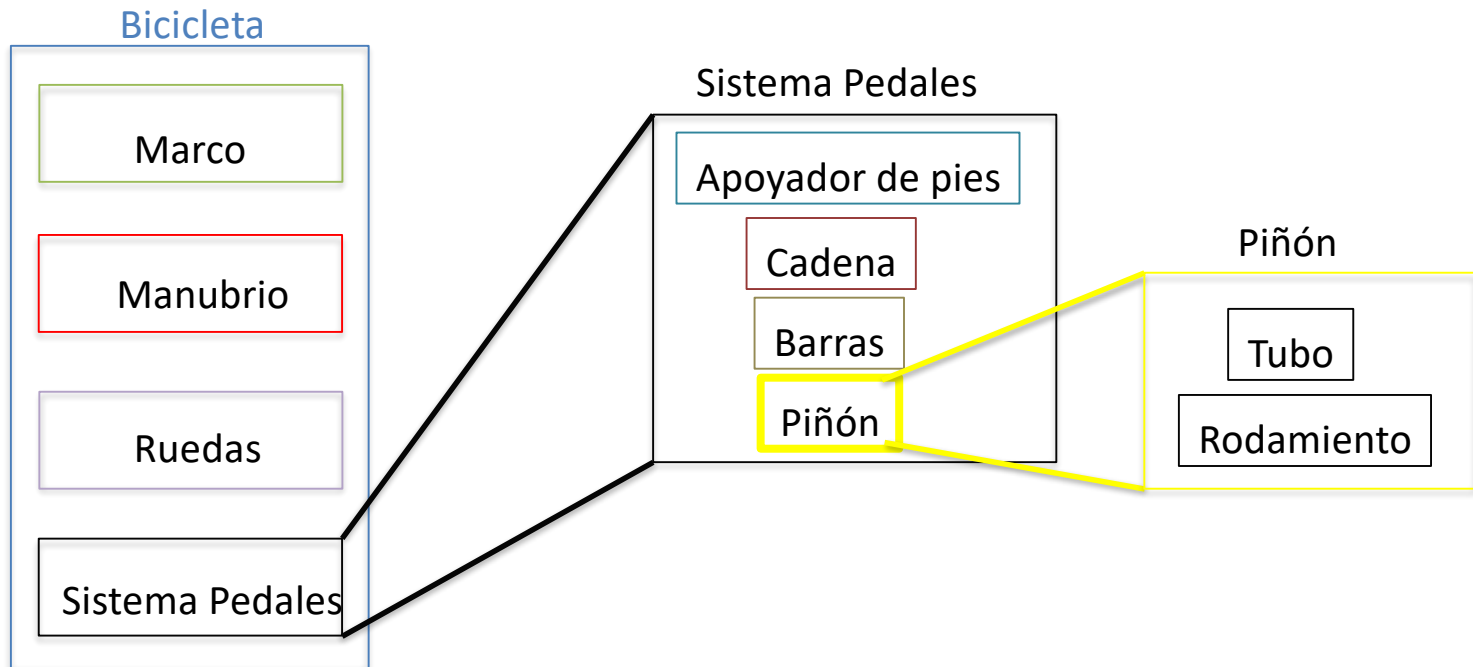 Bicicleta
Marco
Manubrio
Ruedas
Sistema Pedales
Sistema Pedales
Apoyador de pies
Cadena
Barras
Piñón
Piñón
Tubo
Rodamiento